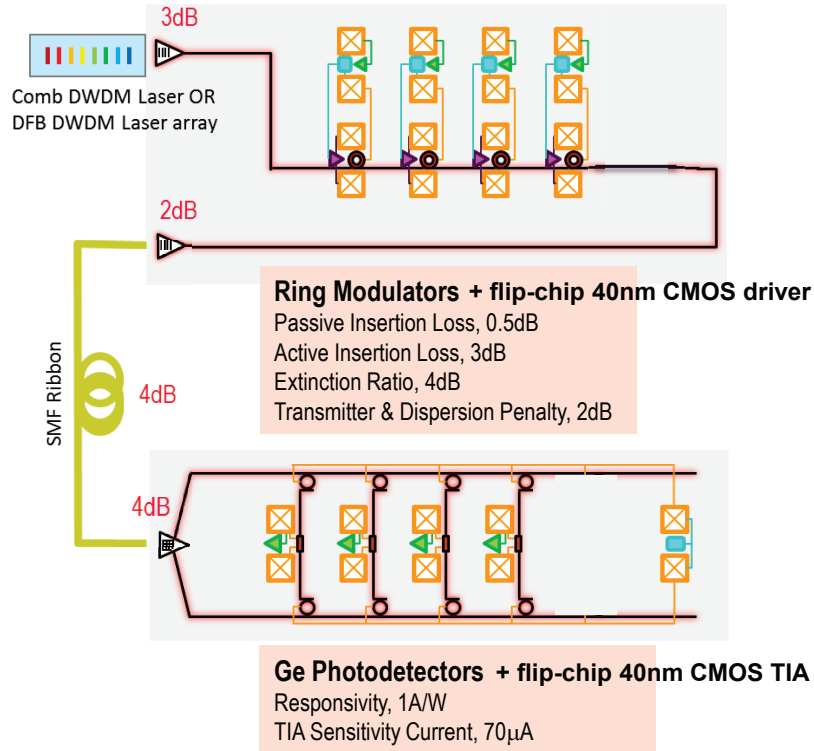 3dB
Comb DWDM Laser OR
DFB DWDM Laser array
2dB
Ring Modulators + flip-chip 40nm CMOS driver
Passive Insertion Loss, 0.5dB
Active Insertion Loss, 3dB
Extinction Ratio, 4dB
Transmitter & Dispersion Penalty, 2dB
SMF Ribbon
4dB
4dB
Ge Photodetectors + flip-chip 40nm CMOS TIA
Responsivity, 1A/W
TIA Sensitivity Current, 70µA